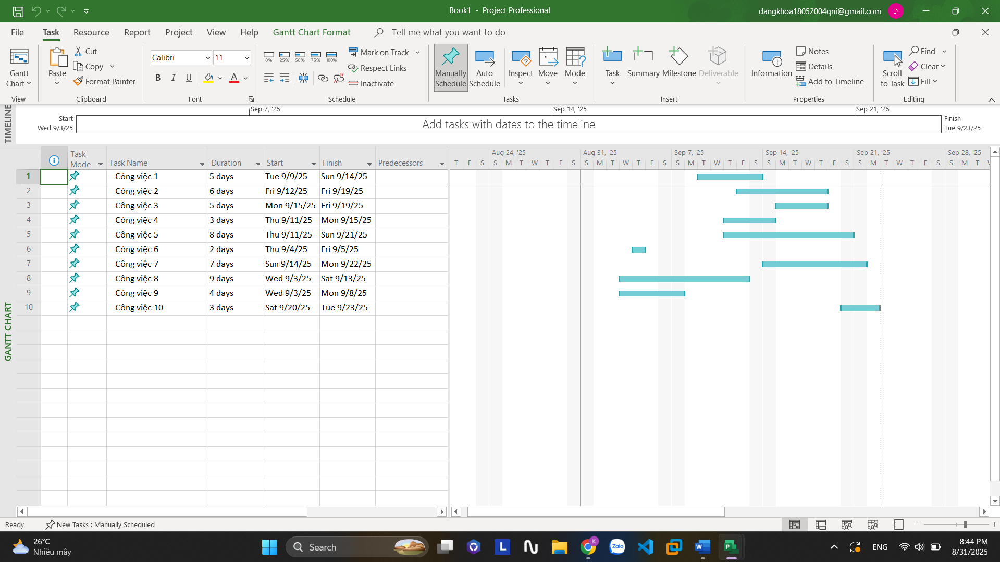 Book1 - Project Professional
dangkhoa18052004qni@gmail.com
D
File Task Resource Report Project View Help Gantt Chart Format Tell me what you want to do
Gantt Chart
View
Paste
Cut
Copy
Format Painter
Clipboard
Calibri 11
B I U A
Font
0% 25% 50% 75% 100%
Mark on Track
Respect Links
Inactivate
Schedule
Manually Schedule
Auto Schedule
Inspect
Move
Mode
Tasks
Task
Summary
Milestone
Deliverable
Insert
Information
Notes
Details
Add to Timeline
Properties
Scroll to Task
Find
Clear
Fill
Editing
TIMELINE
Sep 7, '25 Sep 14, '25 Sep 21, '25
Start
Wed 9/3/25
Add tasks with dates to the timeline
Finish
Tue 9/23/25
GANTT CHART
Task Mode Task Name Duration Start Finish Predecessors
Aug 24, '25 Aug 31, '25 Sep 7, '25 Sep 14, '25 Sep 21, '25 Sep 28, '25
T F S S M T W T F S S M T W T F S S M T W T F S S M T W T F S S M T W T F S S M T W
1 Công việc 1 5 days Tue 9/9/25 Sun 9/14/25
2 Công việc 2 6 days Fri 9/12/25 Fri 9/19/25
3 Công việc 3 5 days Mon 9/15/25 Fri 9/19/25
4 Công việc 4 3 days Thu 9/11/25 Mon 9/15/25
5 Công việc 5 8 days Thu 9/11/25 Sun 9/21/25
6 Công việc 6 2 days Thu 9/4/25 Fri 9/5/25
7 Công việc 7 7 days Sun 9/14/25 Mon 9/22/25
8 Công việc 8 9 days Wed 9/3/25 Sat 9/13/25
9 Công việc 9 4 days Wed 9/3/25 Mon 9/8/25
10 Công việc 10 3 days Sat 9/20/25 Tue 9/23/25
Ready New Tasks : Manually Scheduled
26°C
Nhiều mây
Search
L
K
Zalo
W
P
ENG
8:44 PM
8/31/2025